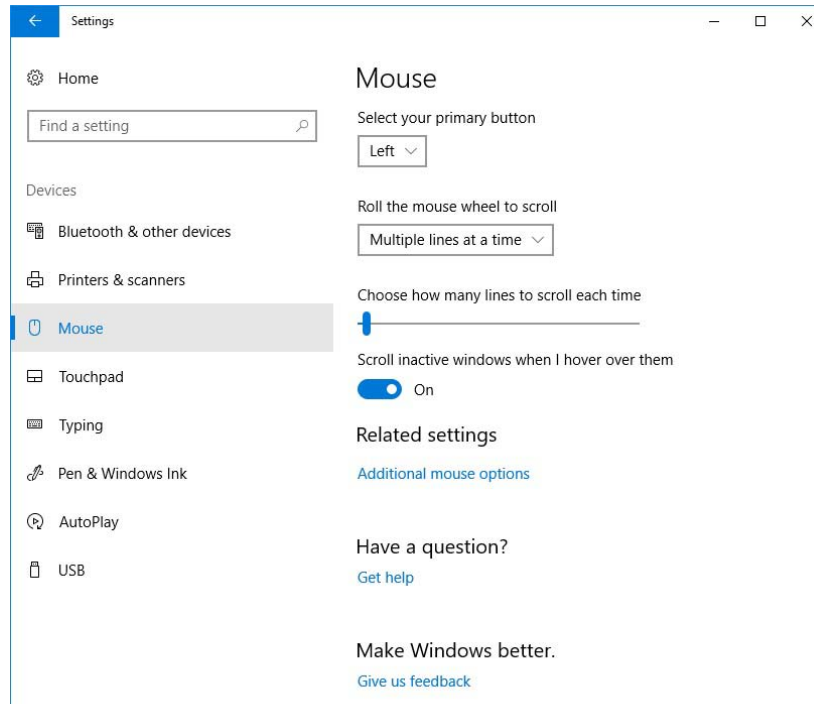 Settings
Home
Find a setting
Devices
Bluetooth & other devices
Printers & scanners
Mouse
Touchpad
Typing
Pen & Windows Ink
AutoPlay
USB
Mouse
Select your primary button
Left
Roll the mouse wheel to scroll
Multiple lines at a time
Choose how many lines to scroll each time
Scroll inactive windows when I hover over them
On
Related settings
Additional mouse options
Have a question?
Get help
Make Windows better.
Give us feedback